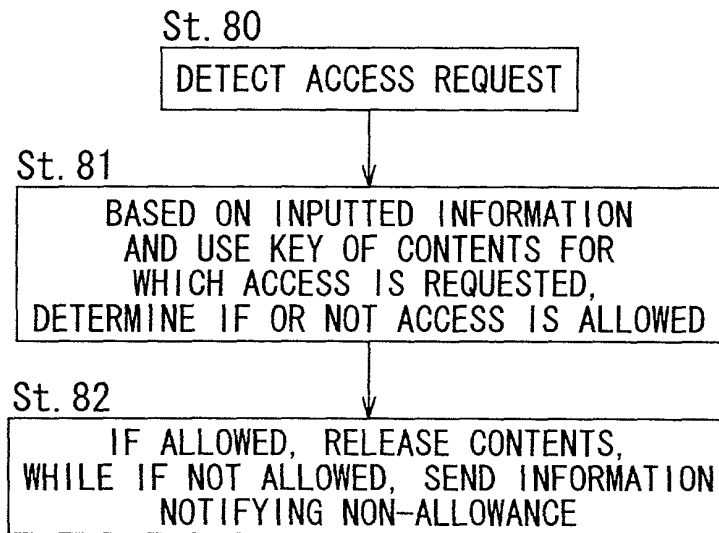 St. 80
DETECT ACCESS REQUEST
St. 81
BASED ON INPUTTED INFORMATION
AND USE KEY OF CONTENTS FOR
WHICH ACCESS IS REQUESTED,
DETERMINE IF OR NOT ACCESS IS ALLOWED
St. 82
IF ALLOWED, RELEASE CONTENTS,
WHILE IF NOT ALLOWED, SEND INFORMATION
NOTIFYING NON-ALLOWANCE